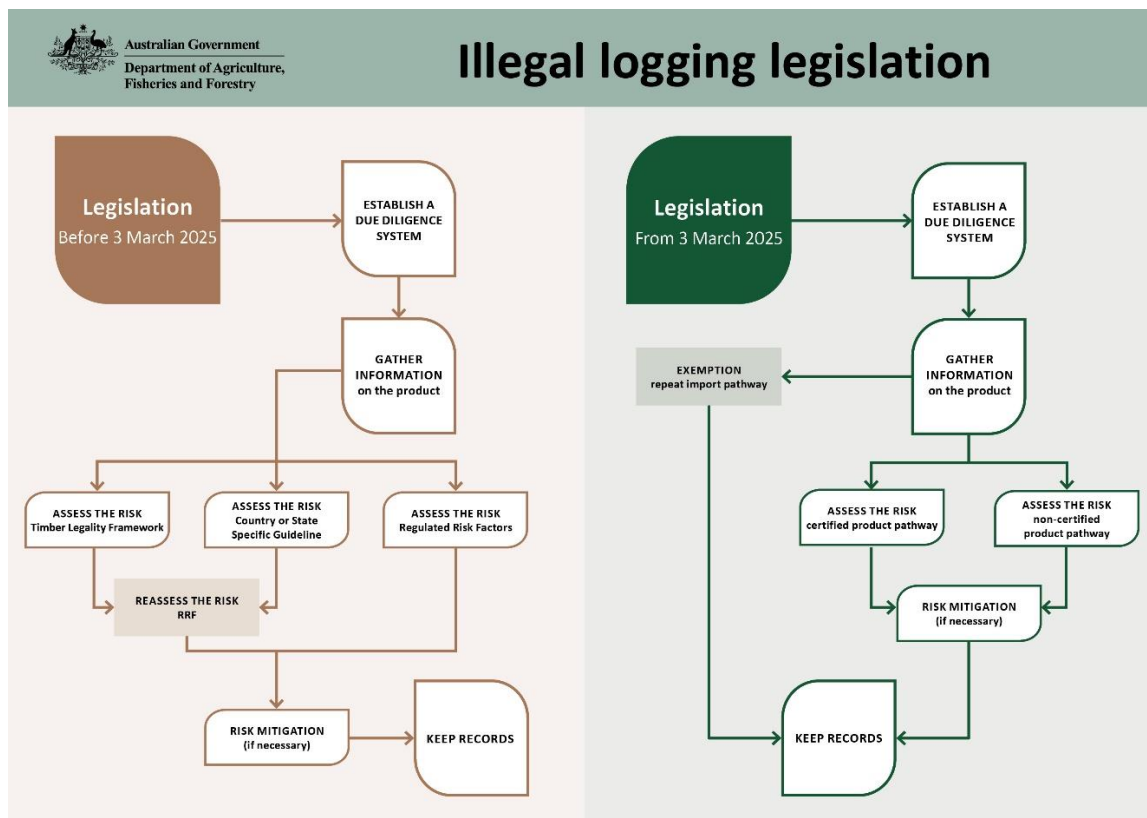 Australian Government
Department of Agriculture,
Fisheries and Forestry
Illegal logging legislation
Legislation
Before 3 March 2025
ESTABLISH A
DUE DILIGENCE
SYSTEM
GATHER
INFORMATION
on the product
ASSESS THE RISK
Timber Legality Framework
ASSESS THE RISK
Country or State
Specific Guideline
ASSESS THE RISK
Regulated Risk Factors
REASSESS THE RISK
RRF
RISK MITIGATION
(if necessary)
KEEP RECORDS
Legislation
From 3 March 2025
ESTABLISH A
DUE DILIGENCE
SYSTEM
GATHER
INFORMATION
on the product
EXEMPTION
repeat import pathway
ASSESS THE RISK
certified product pathway
ASSESS THE RISK
non-certified
product pathway
RISK MITIGATION
(if necessary)
KEEP RECORDS